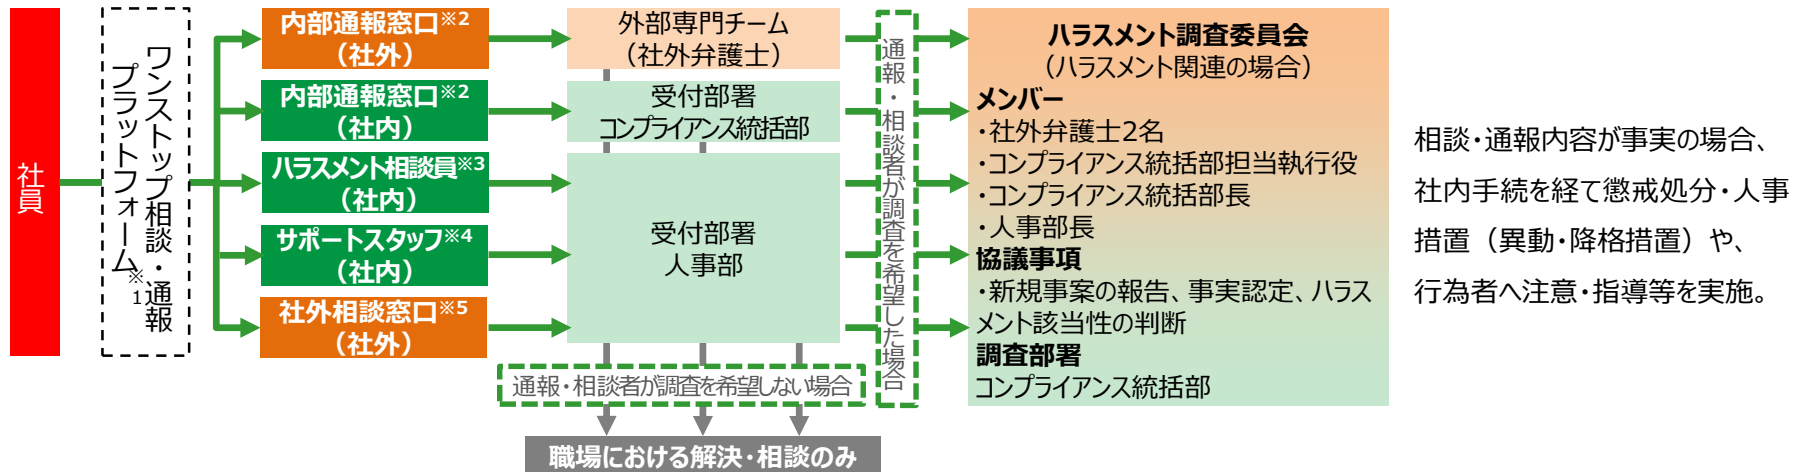 社員
ワンストップ相談・通報
プラットフォーム※1
内部通報窓口※2
（社外）
内部通報窓口※2
（社内）
ハラスメント相談員※3
（社内）
サポートスタッフ※4
（社内）
社外相談窓口※5
（社外）
外部専門チーム
（社外弁護士）
受付部署
コンプライアンス統括部
受付部署
人事部
通報・相談者が調査を希望した場合
通報・相談者が調査を希望しない場合
職場における解決・相談のみ
ハラスメント調査委員会
（ハラスメント関連の場合）
メンバー
・社外弁護士2名
・コンプライアンス統括部担当執行役
・コンプライアンス統括部長
・人事部長
協議事項
・新規事案の報告、事実認定、ハラス
メント該当性の判断
調査部署
コンプライアンス統括部
相談・通報内容が事実の場合、
社内手続を経て懲戒処分・人事
措置（異動・降格措置）や、
行為者へ注意・指導等を実施。